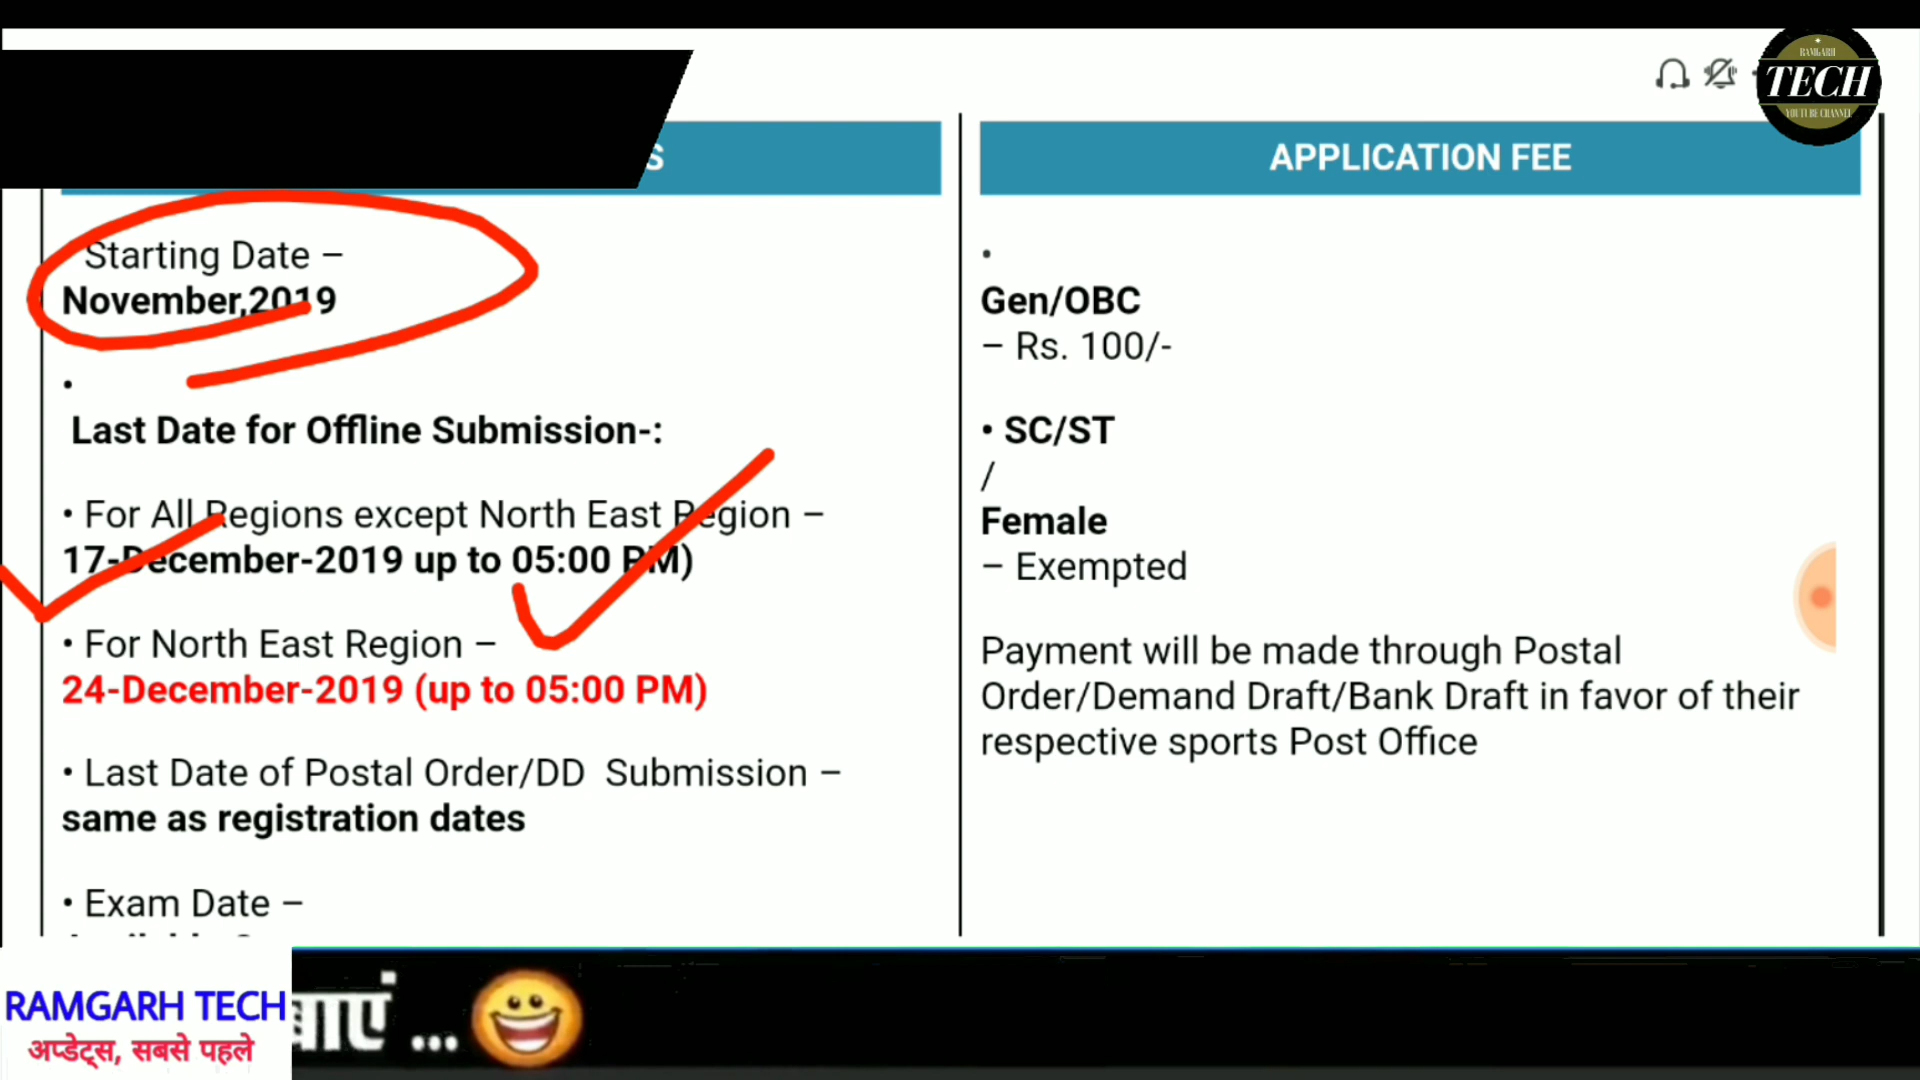 RAMGARH
TECH
YOUTUBE CHANNEL
S
APPLICATION FEE
Starting Date –
November,2019
•
Last Date for Offline Submission-:
• For All Regions except North East Region –
17-December-2019 up to 05:00 PM)
• For North East Region –
24-December-2019 (up to 05:00 PM)
• Last Date of Postal Order/DD Submission –
same as registration dates
• Exam Date –
•
Gen/OBC
– Rs. 100/-
• SC/ST
/
Female
– Exempted
Payment will be made through Postal
Order/Demand Draft/Bank Draft in favor of their
respective sports Post Office
RAMGARH TECH
अप्डेट्स, सबसे पहले
...